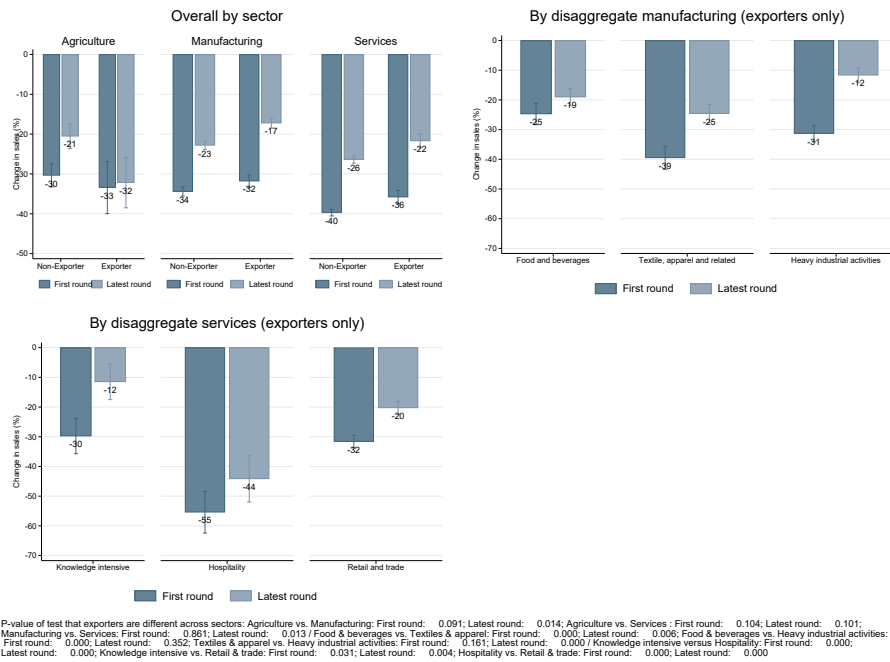 Overall by sector
Agriculture
Manufacturing
Services
Change in sales (%)
0
-10
-20
-30
-40
-50
-30
-21
-33
-32
-34
-23
-32
-17
-40
-26
-36
-22
Non-Exporter
Exporter
Non-Exporter
Exporter
Non-Exporter
Exporter
First round
Latest round
First round
Latest round
First round
Latest round
By disaggregate manufacturing (exporters only)
Change in sales (%)
0
-10
-20
-30
-40
-50
-60
-70
-25
-19
-39
-25
-31
-12
Food and beverages
Textile, apparel and related
Heavy industrial activities
First round
Latest round
By disaggregate services (exporters only)
Change in sales (%)
0
-10
-20
-30
-40
-50
-60
-70
-30
-12
-55
-44
-32
-20
Knowledge intensive
Hospitality
Retail and trade
First round
Latest round
P-value of test that exporters are different across sectors: Agriculture vs. Manufacturing: First round: 0.091; Latest round: 0.014; Agriculture vs. Services : First round: 0.104; Latest round: 0.101;
Manufacturing vs. Services: First round: 0.861; Latest round: 0.013 / Food & beverages vs. Textiles & apparel: First round: 0.000; Latest round: 0.006; Food & beverages vs. Heavy industrial activities:
First round: 0.000; Latest round: 0.352; Textiles & apparel vs. Heavy industrial activities: First round: 0.161; Latest round: 0.000 / Knowledge intensive versus Hospitality: First round: 0.000;
Latest round: 0.000; Knowledge intensive vs. Retail & trade: First round: 0.031; Latest round: 0.004; Hospitality vs. Retail & trade: First round: 0.000; Latest round: 0.000